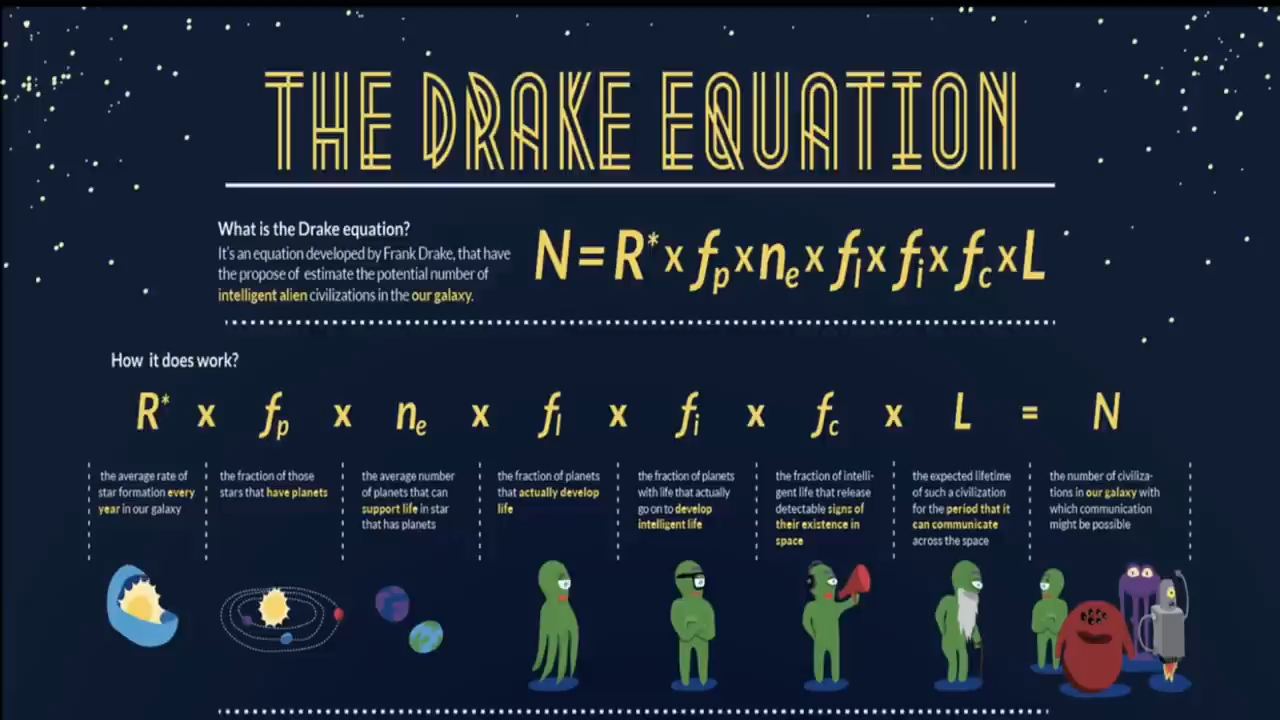 THE DRAKE EQUATION
What is the Drake equation?
It's an equation developed by Frank Drake, that have
the propose of estimate the potential number of
intelligent alien civilizations in the our galaxy.
N = R* x fp x ne x fl x fi x fc x L
How it does work?
R* x fp x ne x fl x fi x fc x L = N
the average rate of
star formation every
year in our galaxy
the fraction of those
stars that have planets
the average number
of planets that can
support life in star
that has planets
the fraction of planets
that actually develop
life
the fraction of planets
with life that actually
go on to develop
intelligent life
the fraction of intelli-
gent life that release
detectable signs of
their existence in
space
the expected lifetime
of such a civilization
for the period that it
can communicate
across the space
the number of civiliza-
tions in our galaxy with
which communication
might be possible